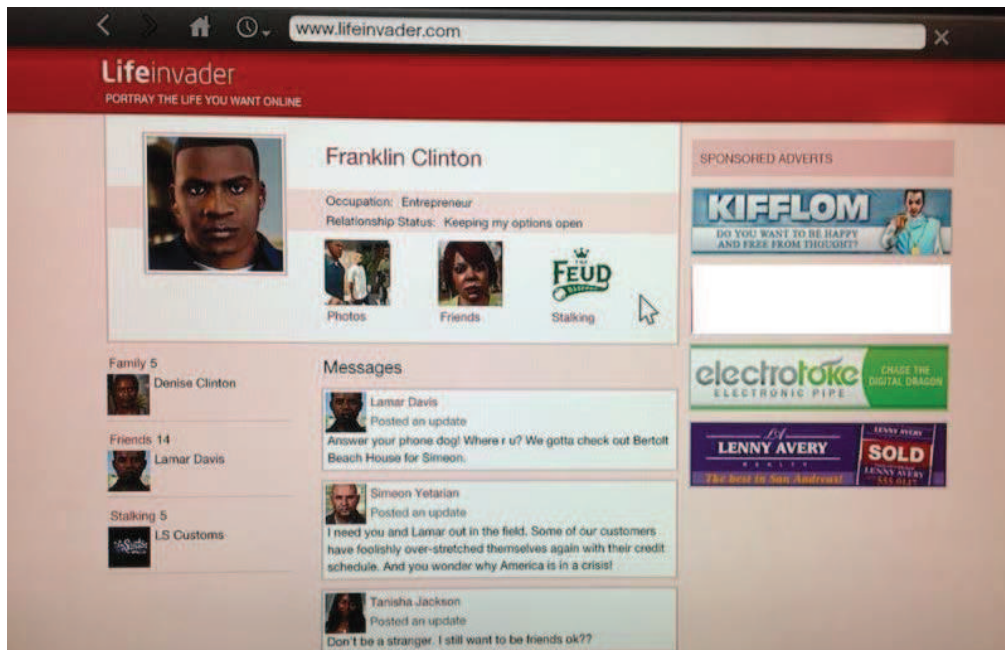 www.lifeinvader.com
Lifeinvader
PORTRAY THE LIFE YOU WANT ONLINE
Franklin Clinton
Occupation: Entrepreneur
Relationship Status: Keeping my options open
Photos
Friends
THE
FEUD
Stalking
Family 5
Denise Clinton
Friends 14
Lamar Davis
Stalking 5
LS Customs
Messages
Lamar Davis
Posted an update
Answer your phone dog! Where r u? We gotta check out Bertolt
Beach House for Simeon.
Simeon Yetarian
Posted an update
I need you and Lamar out in the field. Some of our customers
have foolishly over-stretched themselves again with their credit
schedule. And you wonder why America is in a crisis!
Tanisha Jackson
Posted an update
Don't be a stranger. I still want to be friends ok??
SPONSORED ADVERTS
KIFFLOM
DO YOU WANT TO BE HAPPY
AND FREE FROM THOUGHT?
electrotoke
ELECTRONIC PIPE
CHASE THE
DIGITAL DRAGON
LENNY AVERY
REALTY
The best in San Andreas!
LENNY AVERY
SOLD
LENNY AVERY